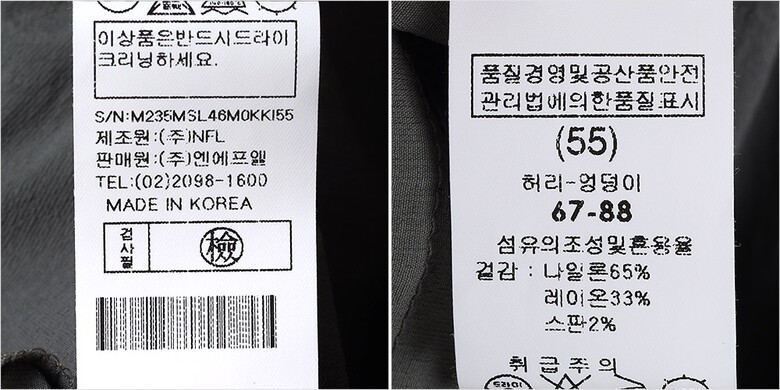 이상품은반드시드라이
크리닝하세요.
S/N:M235MSL46M0KKI55
제조원:(주)INFL
판매원:(주)엔에프엘
TEL:(02)2098-1600
MADE IN KOREA
검사필
檢
품질경영및공산품안전
관리법에의한품질표시
(55)
허리-엉덩이
67-88
섬유의조성및혼용율
겉감 : 나일론65%
레이온33%
스판2%
취급주의